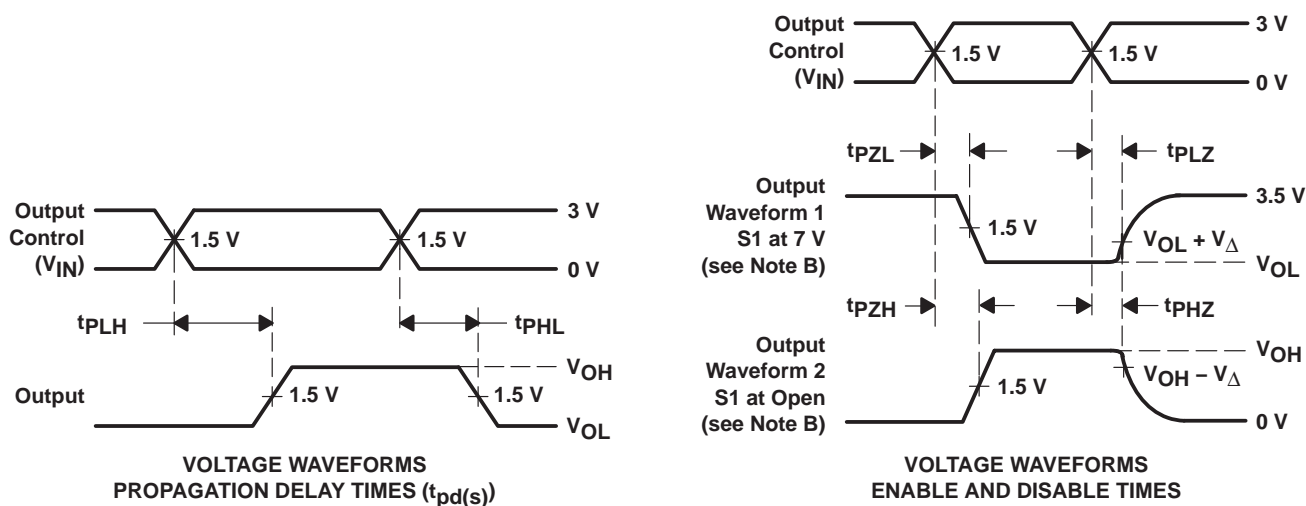 Output
Control
(VIN)
1.5 V
1.5 V
3 V
0 V
tPLH
tPHL
Output
1.5 V
1.5 V
VOH
VOL
VOLTAGE WAVEFORMS
PROPAGATION DELAY TIMES (tpd(s))
Output
Control
(VIN)
1.5 V
1.5 V
3 V
0 V
tPZL
tPLZ
Output
Waveform 1
S1 at 7 V
(see Note B)
1.5 V
3.5 V
VOL + VΔ
VOL
tPZH
tPHZ
Output
Waveform 2
S1 at Open
(see Note B)
1.5 V
VOH
VOH – VΔ
0 V
VOLTAGE WAVEFORMS
ENABLE AND DISABLE TIMES